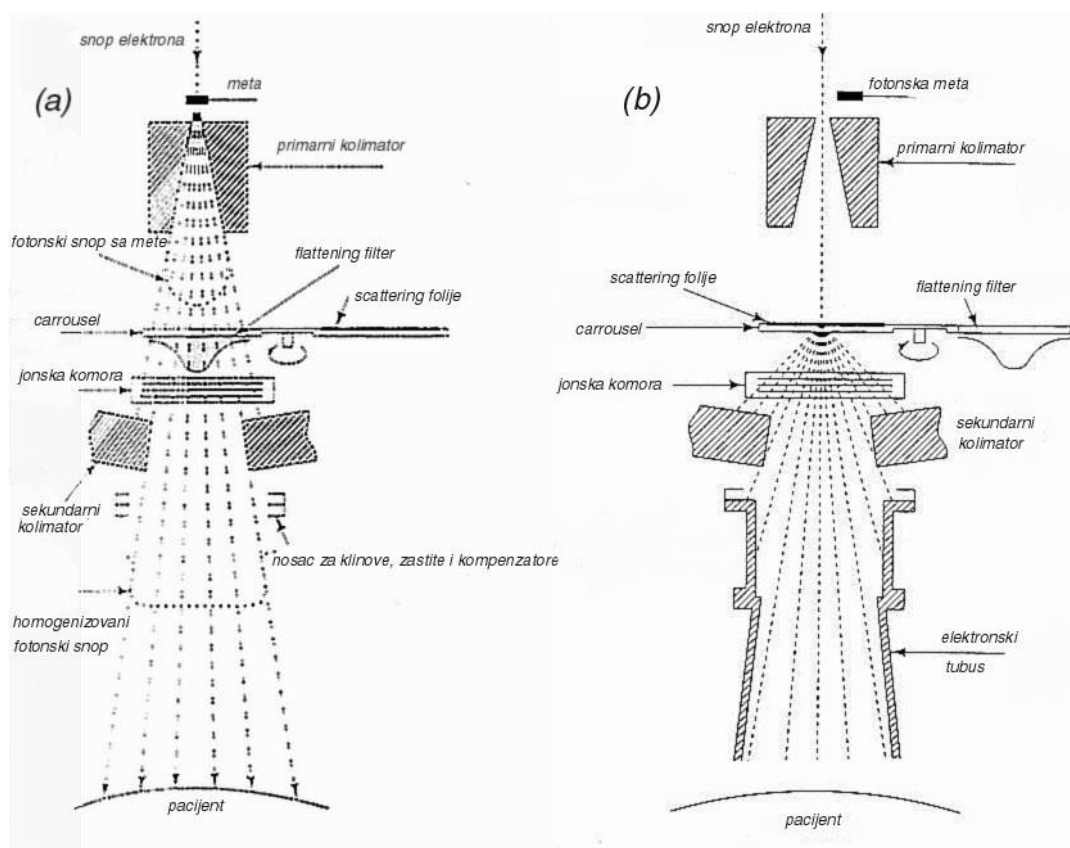 snop elektrona
(a)
meta
primarni kolimator
fotonski snop sa mete
flattening filter
scattering folije
carrousel
jonska komora
sekundarni
kolimator
nosac za klinove, zastite i kompenzatore
homogenizovani
fotonski snop
pacijent
snop elektrona
(b)
fotonska meta
primarni kolimator
scattering folije
flattening filter
carrousel
jonska komora
sekundarni
kolimator
elektronski
tubus
pacijent